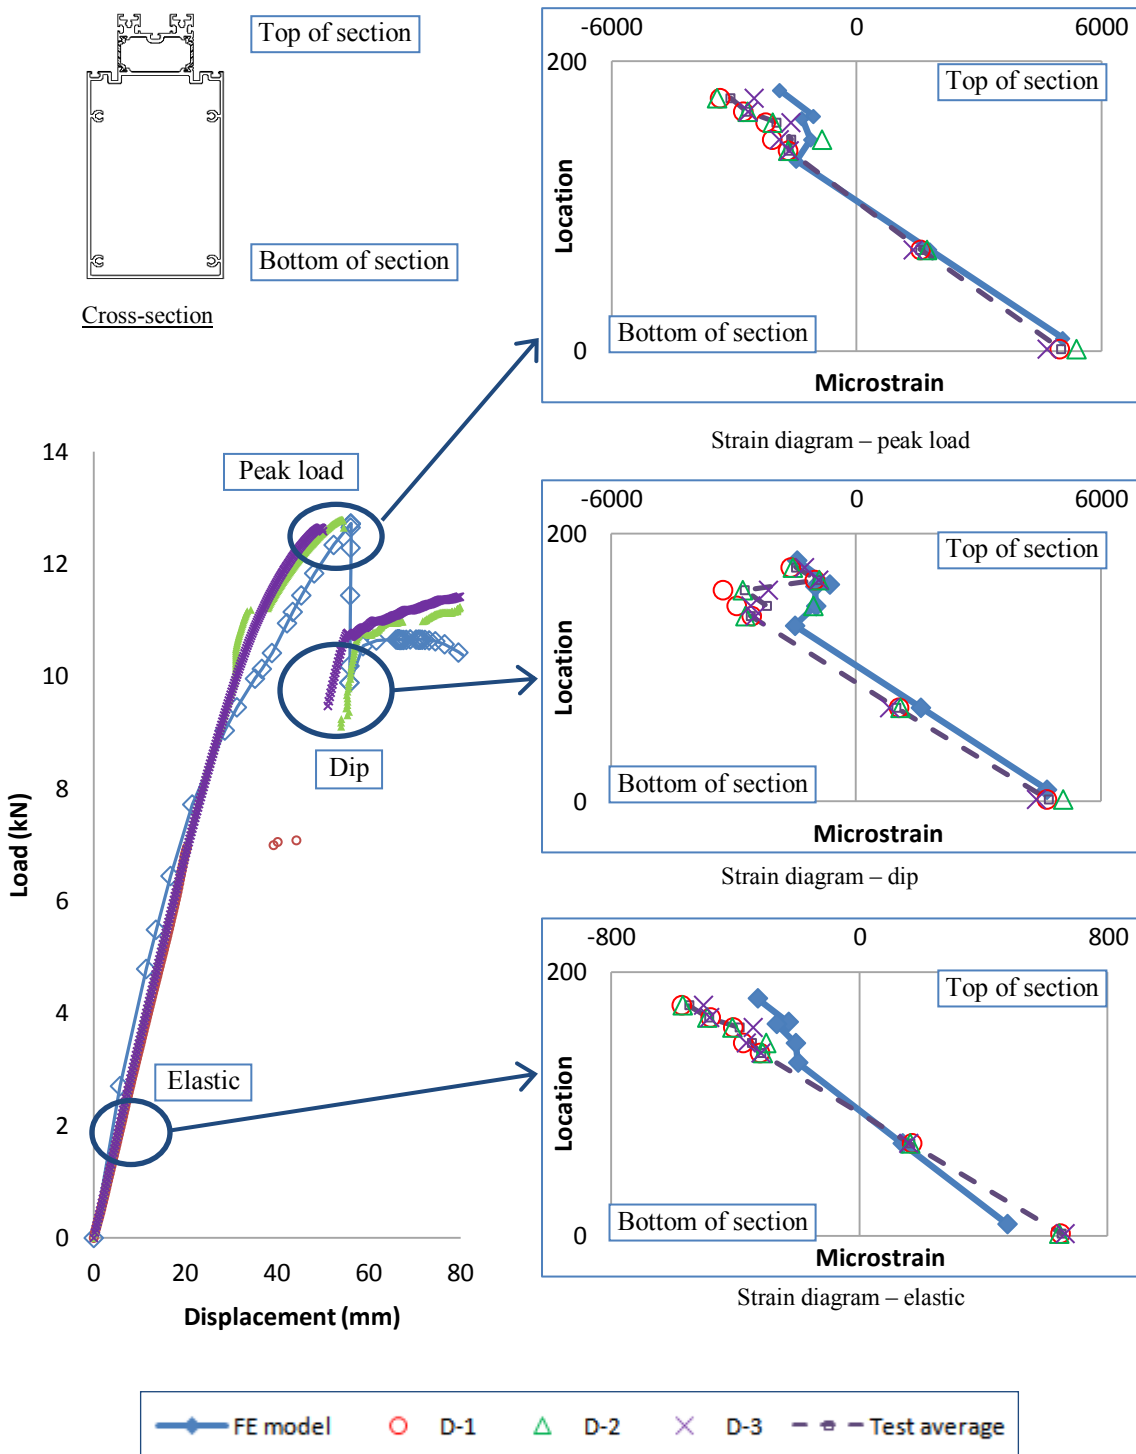 Top of section
Bottom of section
Cross-section
-6000 0 6000
200
Top of section
Location
Bottom of section
0
Microstrain
Strain diagram – peak load
14
12
10
8
6
4
2
0
Load (kN)
Peak load
Dip
Elastic
0 20 40 60 80
Displacement (mm)
-6000 0 6000
200
Top of section
Location
Bottom of section
0
Microstrain
Strain diagram – dip
-800 0 800
200
Top of section
Location
Bottom of section
0
Microstrain
Strain diagram – elastic
FE model D-1 D-2 D-3 Test average